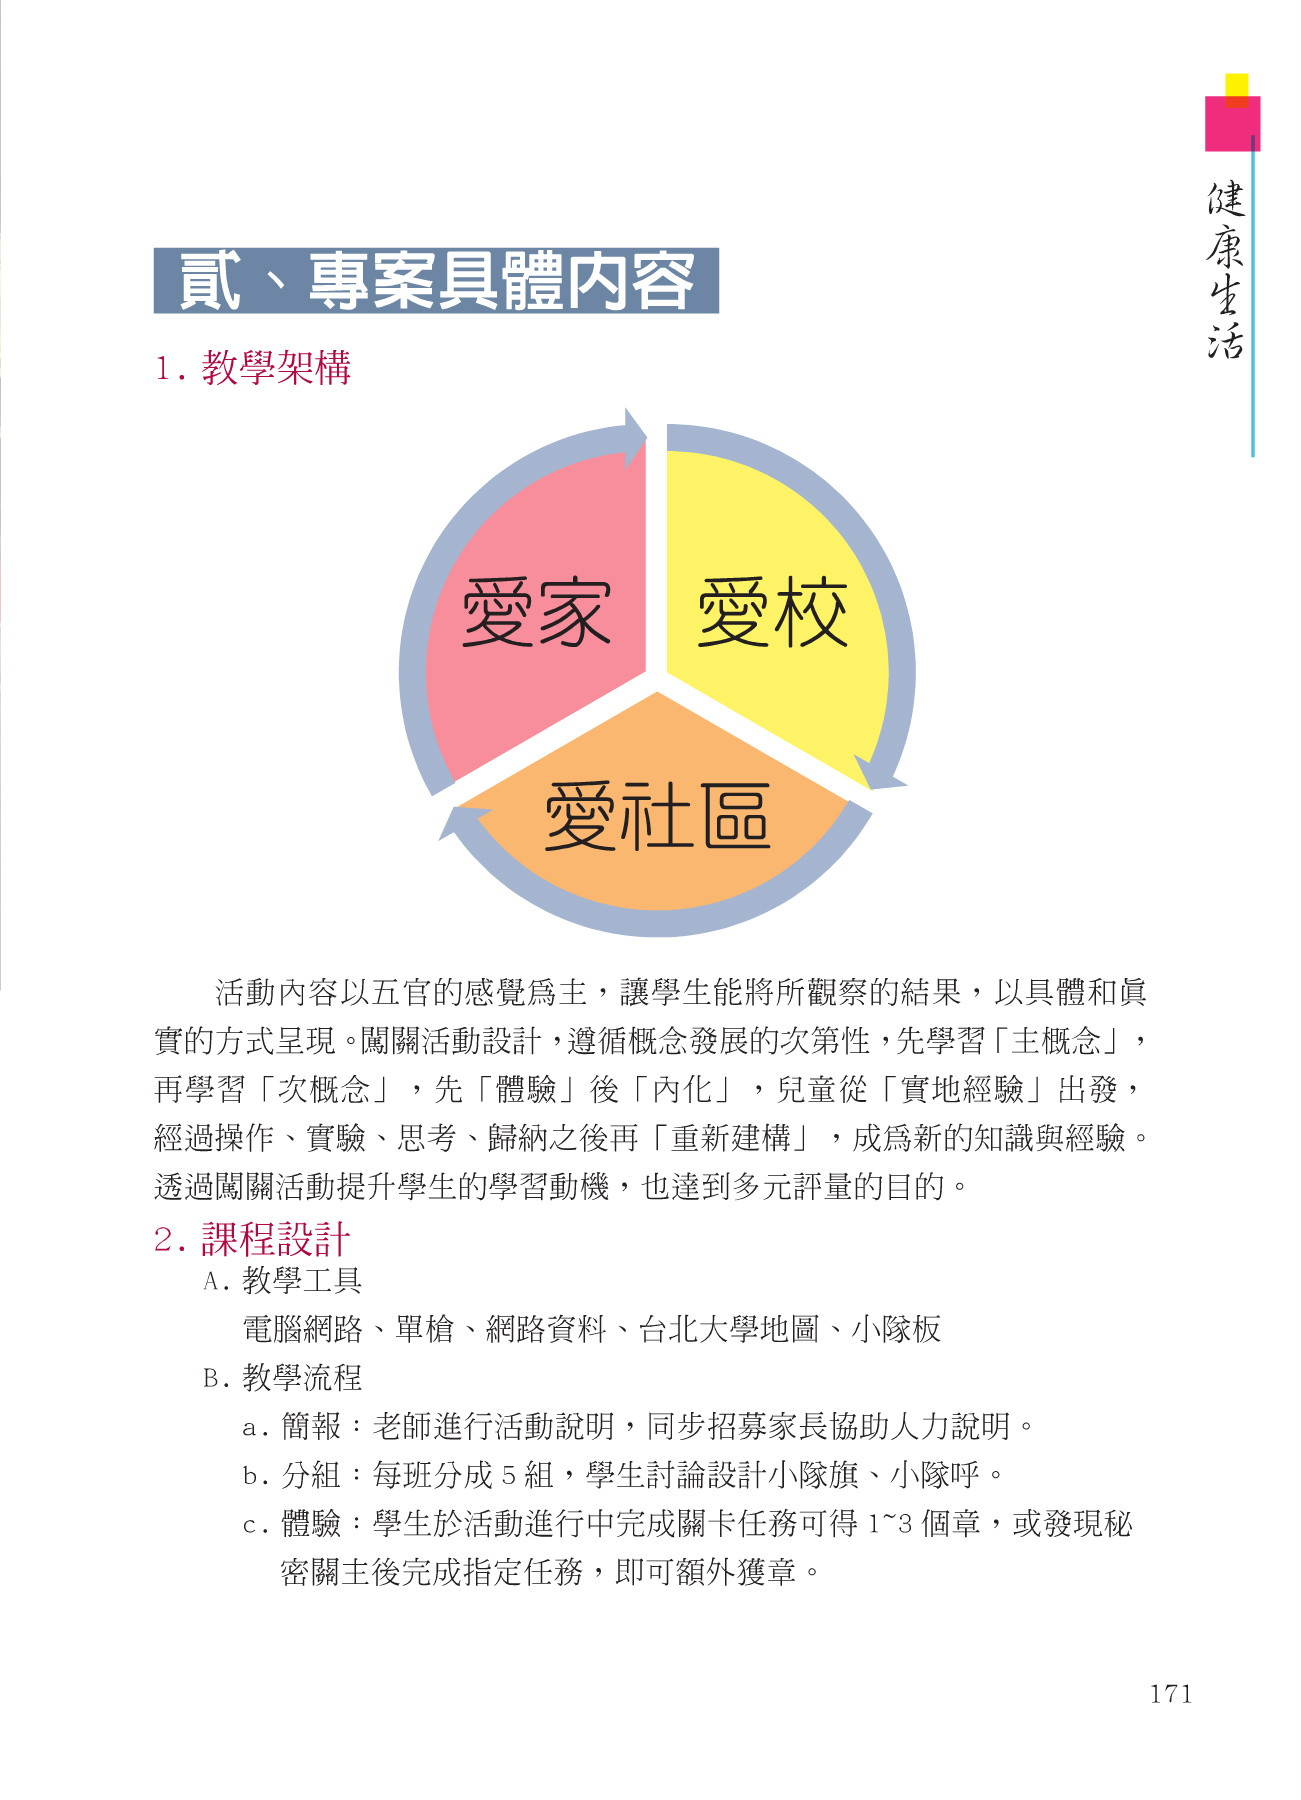 健康生活
貳、專案具體內容
1. 教學架構
愛家
愛校
愛社區
活動內容以五官的感覺為主，讓學生能將所觀察的結果，以具體和真
實的方式呈現。闖關活動設計，遵循概念發展的次第性，先學習「主概念」，
再學習「次概念」，先「體驗」後「內化」，兒童從「實地經驗」出發，
經過操作、實驗、思考、歸納之後再「重新建構」，成為新的知識與經驗。
透過闖關活動提升學生的學習動機，也達到多元評量的目的。
2. 課程設計
A. 教學工具
電腦網路、單槍、網路資料、台北大學地圖、小隊板
B. 教學流程
a. 簡報：老師進行活動說明，同步招募家長協助人力說明。
b. 分組：每班分成 5 組，學生討論設計小隊旗、小隊呼。
c. 體驗：學生於活動進行中完成關卡任務可得 1~3 個章，或發現秘
密關主後完成指定任務，即可額外獲章。
171